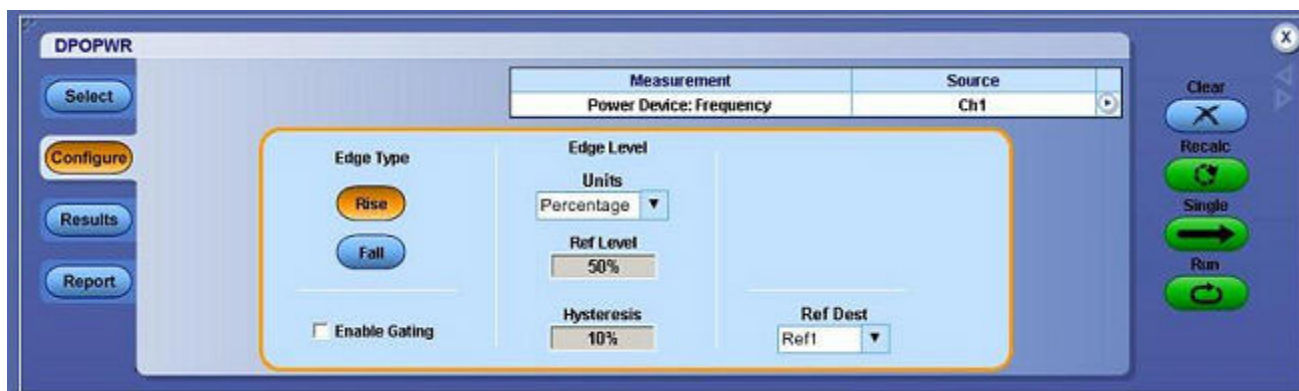 DPOPWR
X
Select
Configure
Results
Report
Measurement Source
Power Device: Frequency Ch1
Edge Type
Rise
Fall
Enable Gating
Edge Level
Units
Percentage
Ref Level
50%
Hysteresis
10%
Ref Dest
Ref1
Clear
Recalc
Single
Run